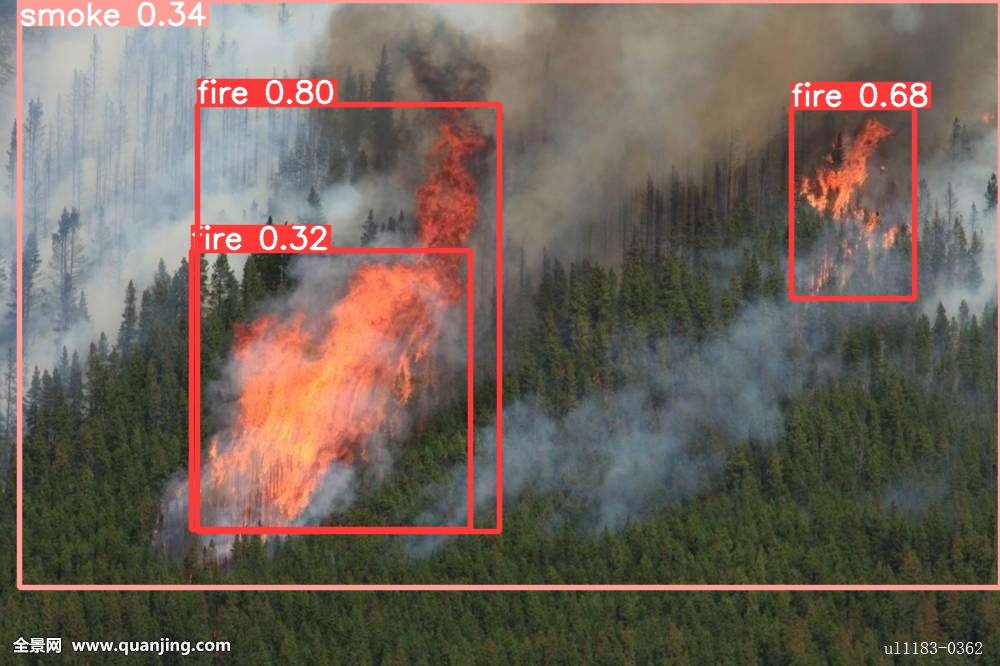 smoke 0.34
fire 0.80
fire 0.68
fire 0.32
全景网 www.quanjing.com
u11183-0362